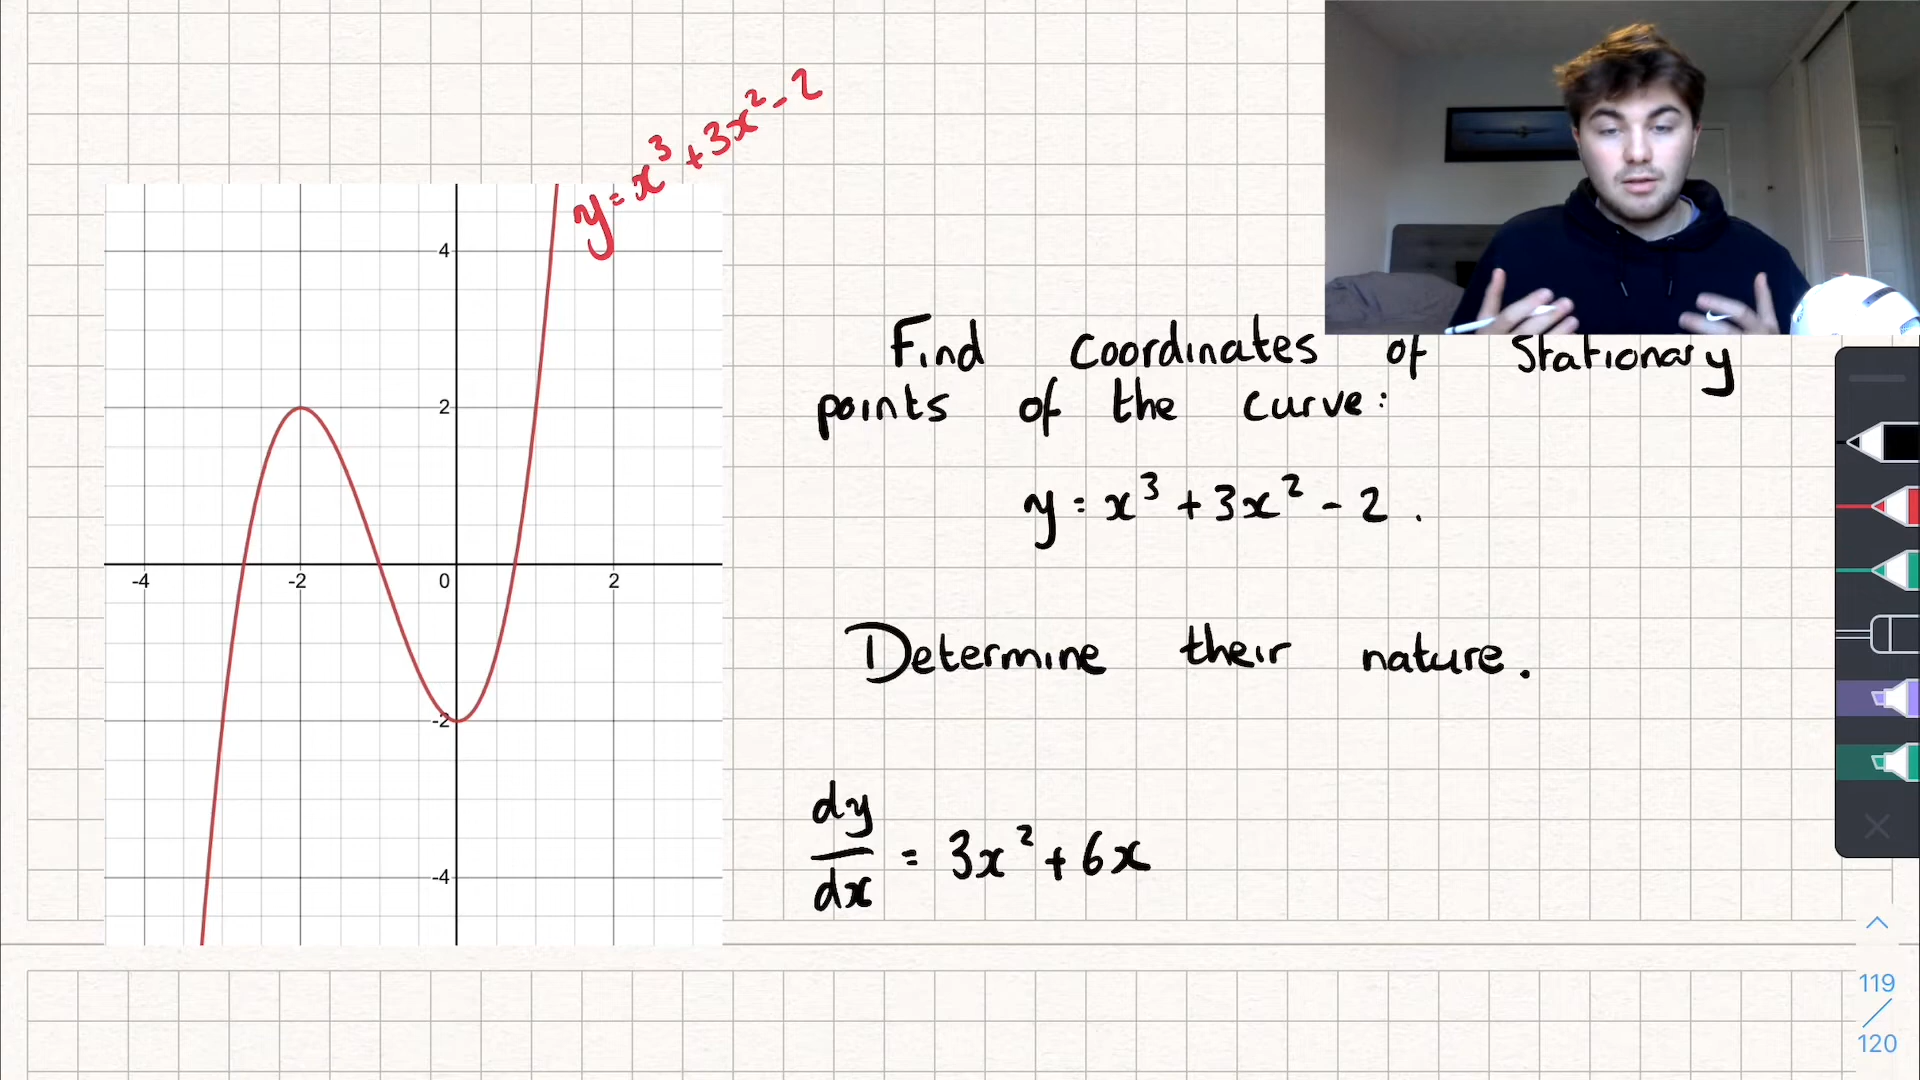 y = x³ + 3x² - 2
4
2
-4 -2 0 2
-2
-4
Find coordinates of stationary
points of the curve:
y = x³ + 3x² - 2.
Determine their nature.
dy
dx = 3x² + 6x
119
120